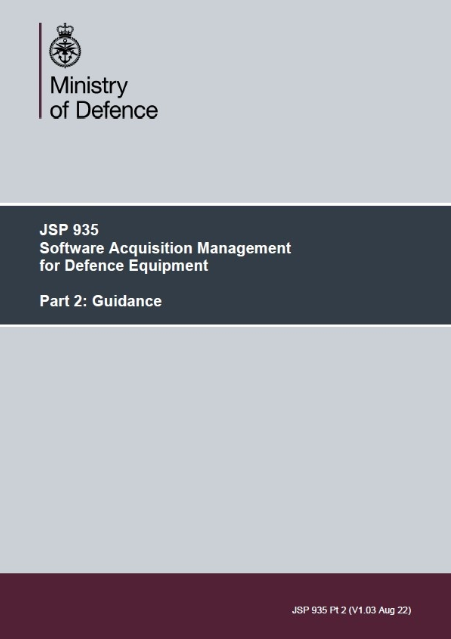 Ministry
of Defence
JSP 935
Software Acquisition Management
for Defence Equipment
Part 2: Guidance
JSP 935 Pt 2 (V1.03 Aug 22)